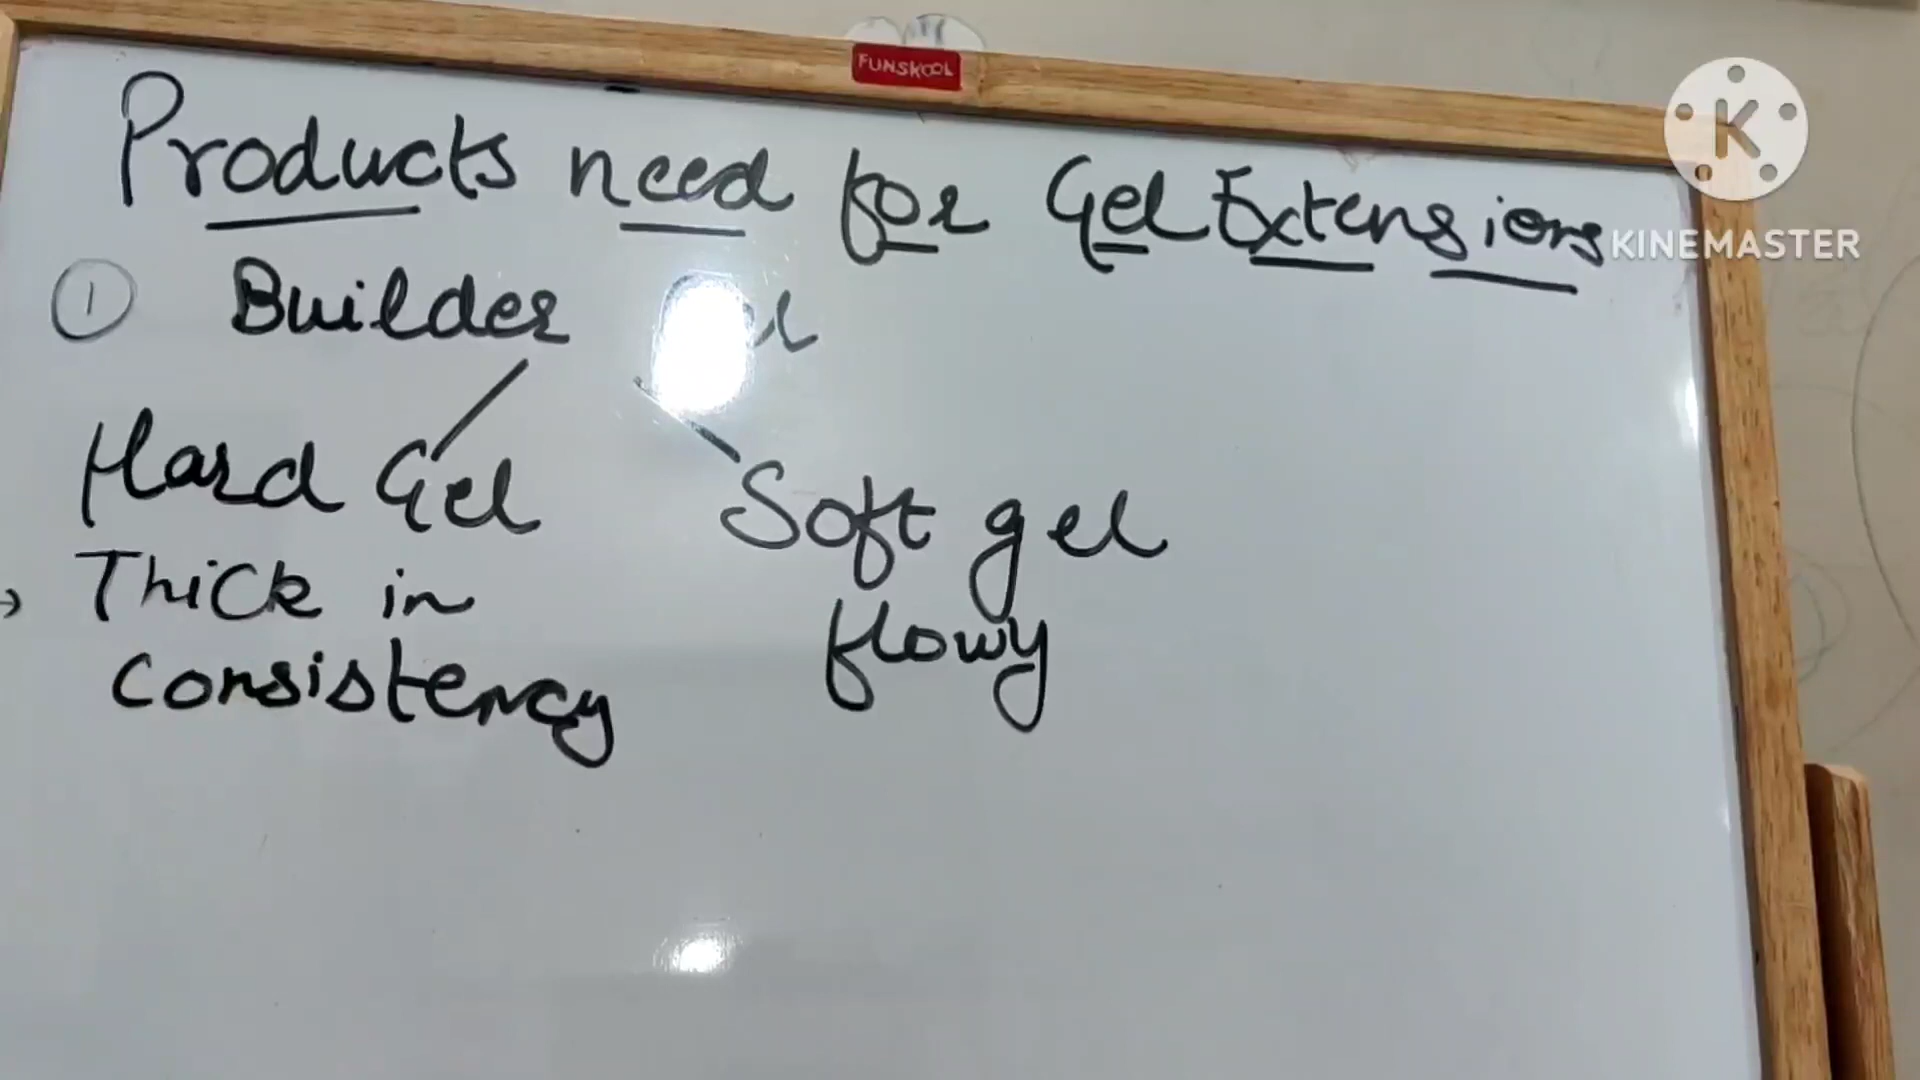 FUNSKOOL
K
KINEMASTER
Products need for Gel Extensions
① Builder
Hard Gel
Soft gel
→ Thick in
flowy
consistency